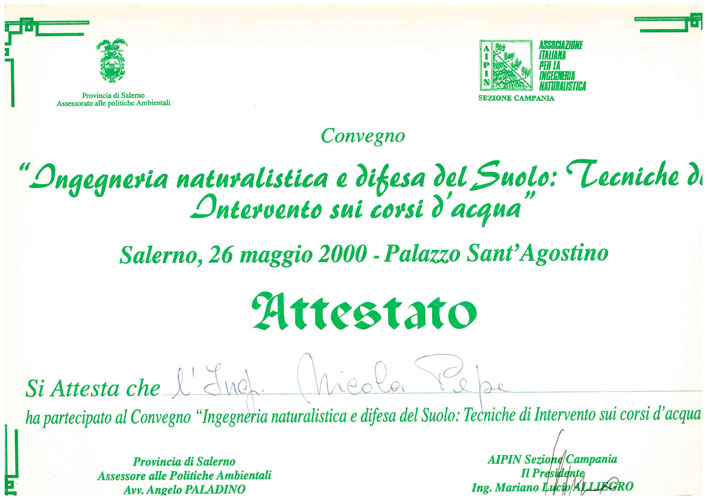 Provincia di Salerno
Assessorato alle politiche Ambientali
AIPIN
ASSOCIAZIONE
ITALIANA
PER LA
INGEGNERIA
NATURALISTICA
SEZIONE CAMPANIA
Convegno
"Ingegneria naturalistica e difesa del Suolo: Tecniche di
Intervento sui corsi d'acqua"
Salerno, 26 maggio 2000 - Palazzo Sant'Agostino
Attestato
Si Attesta che l'Ing. Nicola Pepe
ha partecipato al Convegno "Ingegneria naturalistica e difesa del Suolo: Tecniche di Intervento sui corsi d'acqua
Provincia di Salerno
Assessore alle Politiche Ambientali
Avv. Angelo PALADINO
AIPIN Sezione Campania
Il Presidente
Ing. Mariano Lucio ALLIEGRO